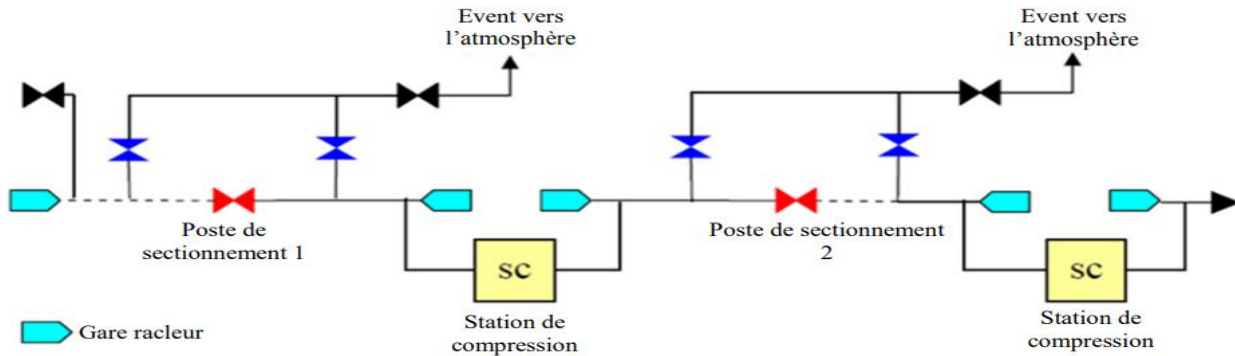 Event vers
l’atmosphère
Event vers
l’atmosphère
Poste de
sectionnement 1
Poste de sectionnement
2
SC
SC
Gare racleur
Station de
compression
Station de
compression